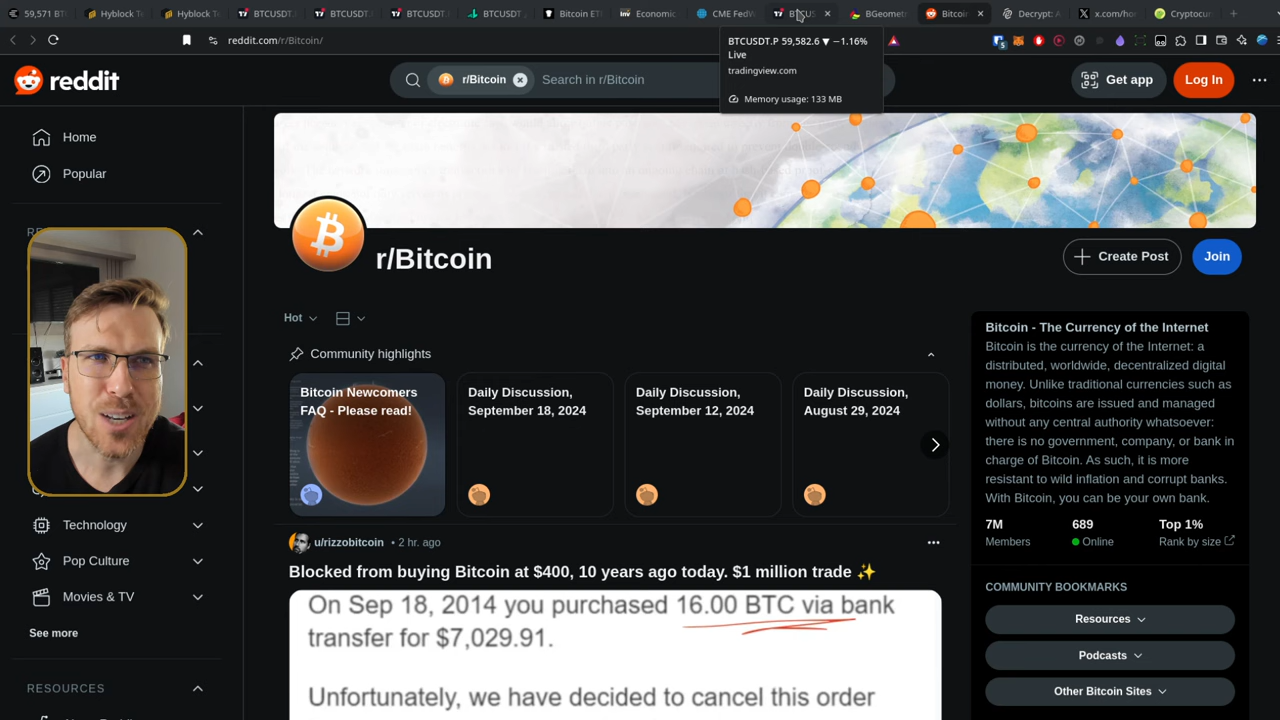 59,571 BT
Hyblock Te
Hyblock Te
BTCUSDT.
BTCUSDT.
BTCUSDT.
BTCUSDT
Bitcoin ET
Inv
Economic
CME FedW
BTCUS
BGeometr
Bitcoin
Decrypt: A
x.com/hor
Cryptocur
reddit.com/r/Bitcoin/
BTCUSDT.P 59,582.6 ▼ −1.16%
Live
tradingview.com
Memory usage: 133 MB
reddit
r/Bitcoin
Search in r/Bitcoin
Get app
Log In
Home
Popular
r/Bitcoin
Create Post
Join
Hot
Community highlights
Bitcoin Newcomers
FAQ - Please read!
Daily Discussion,
September 18, 2024
Daily Discussion,
September 12, 2024
Daily Discussion,
August 29, 2024
Bitcoin - The Currency of the Internet
Bitcoin is the currency of the Internet: a
distributed, worldwide, decentralized digital
money. Unlike traditional currencies such as
dollars, bitcoins are issued and managed
without any central authority whatsoever:
there is no government, company, or bank in
charge of Bitcoin. As such, it is more
resistant to wild inflation and corrupt banks.
With Bitcoin, you can be your own bank.
7M
Members
689
Online
Top 1%
Rank by size
COMMUNITY BOOKMARKS
Resources
Podcasts
Other Bitcoin Sites
Technology
Pop Culture
Movies & TV
See more
RESOURCES
u/rizzobitcoin • 2 hr. ago
Blocked from buying Bitcoin at $400, 10 years ago today. $1 million trade ✨
On Sep 18, 2014 you purchased 16.00 BTC via bank
transfer for $7,029.91.
Unfortunately, we have decided to cancel this order